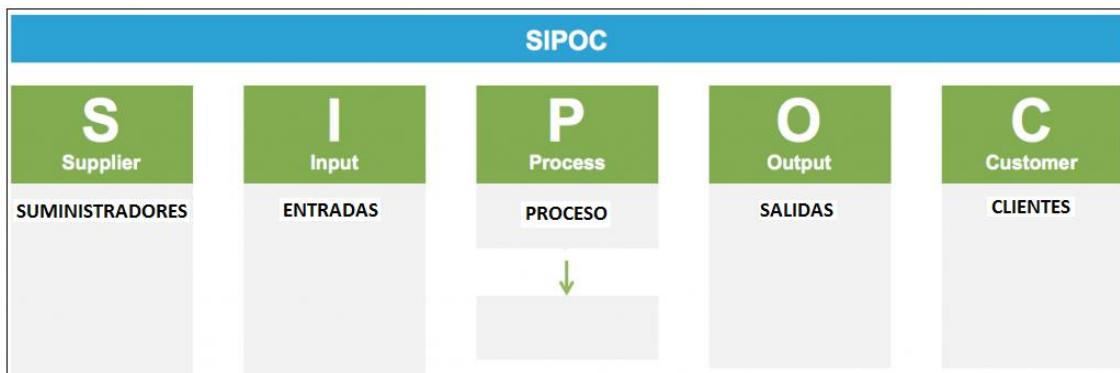 SIPOC
S
Supplier
SUMINISTRADORES
I
Input
ENTRADAS
P
Process
PROCESO
O
Output
SALIDAS
C
Customer
CLIENTES